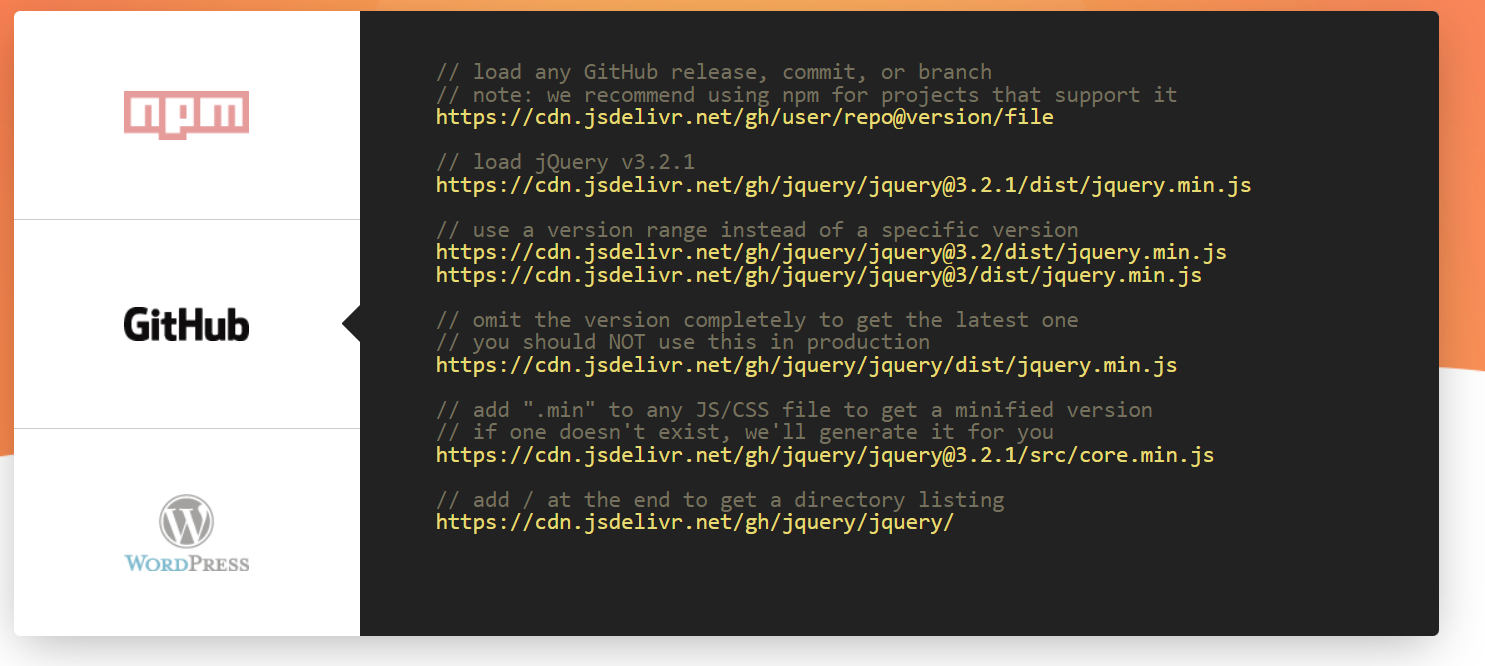 npm
GitHub
WORDPRESS
// load any GitHub release, commit, or branch
// note: we recommend using npm for projects that support it
https://cdn.jsdelivr.net/gh/user/repo@version/file
// load jQuery v3.2.1
https://cdn.jsdelivr.net/gh/jquery/jquery@3.2.1/dist/jquery.min.js
// use a version range instead of a specific version
https://cdn.jsdelivr.net/gh/jquery/jquery@3.2/dist/jquery.min.js
https://cdn.jsdelivr.net/gh/jquery/jquery@3/dist/jquery.min.js
// omit the version completely to get the latest one
// you should NOT use this in production
https://cdn.jsdelivr.net/gh/jquery/jquery/dist/jquery.min.js
// add ".min" to any JS/CSS file to get a minified version
// if one doesn't exist, we'll generate it for you
https://cdn.jsdelivr.net/gh/jquery/jquery@3.2.1/src/core.min.js
// add / at the end to get a directory listing
https://cdn.jsdelivr.net/gh/jquery/jquery/